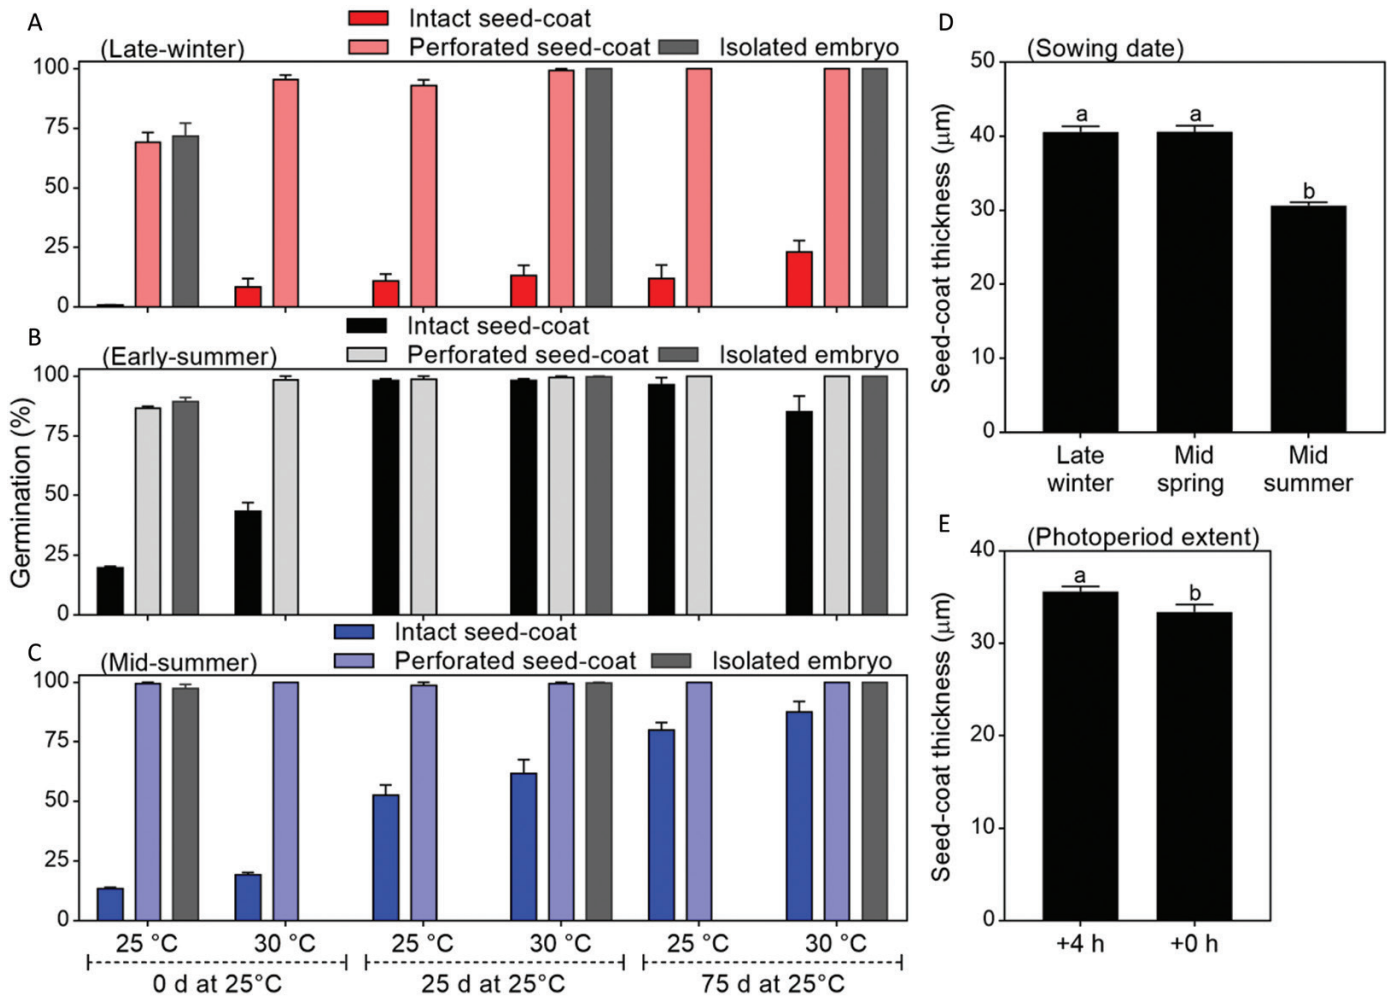 A
Intact seed-coat
(Late-winter)
Perforated seed-coat
Isolated embryo
100
75
50
25
0
B
Intact seed-coat
(Early-summer)
Perforated seed-coat
Isolated embryo
100
75
50
25
0
Germination (%)
C
Intact seed-coat
(Mid-summer)
Perforated seed-coat
Isolated embryo
100
75
50
25
0
25 °C
30 °C
25 °C
30 °C
25 °C
30 °C
0 d at 25°C
25 d at 25°C
75 d at 25°C
D
(Sowing date)
Seed-coat thickness (μm)
50
40
30
20
10
0
a
a
b
Late
winter
Mid
spring
Mid
summer
E
(Photoperiod extent)
Seed-coat thickness (μm)
40
30
20
10
0
a
b
+4 h
+0 h